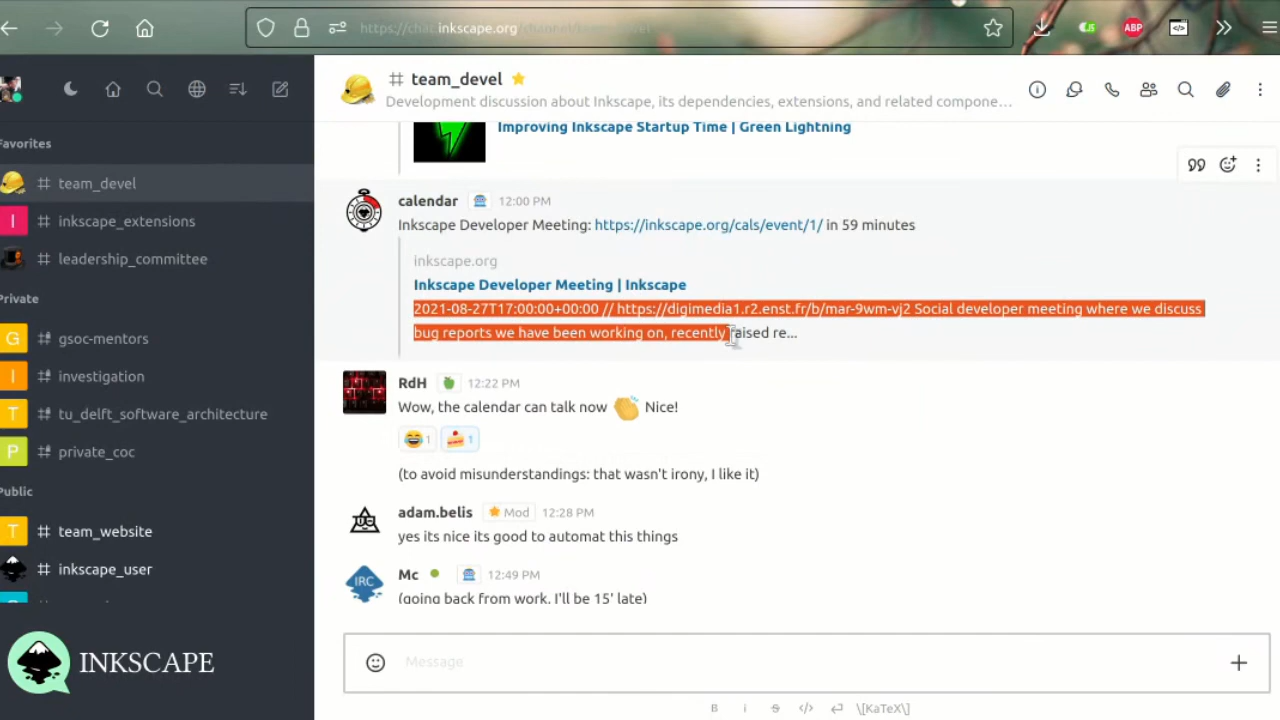 https://chat.inkscape.org/channel/team_devel
ABP
Favorites
team_devel
inkscape_extensions
leadership_committee
Private
G gsoc-mentors
I investigation
T tu_delft_software_architecture
P private_coc
Public
T team_website
inkscape_user
INKSCAPE
team_devel
Development discussion about Inkscape, its dependencies, extensions, and related compone...
Improving Inkscape Startup Time | Green Lightning
calendar 12:00 PM
Inkscape Developer Meeting: https://inkscape.org/cals/event/1/ in 59 minutes
inkscape.org
Inkscape Developer Meeting | Inkscape
2021-08-27T17:00:00+00:00 // https://digimedia1.r2.enst.fr/b/mar-9wm-vj2 Social developer meeting where we discuss
bug reports we have been working on, recently raised re...
RdH 12:22 PM
Wow, the calendar can talk now 👏 Nice!
😂 1 🍰 1
(to avoid misunderstandings: that wasn't irony, I like it)
adam.belis Mod 12:28 PM
yes its nice its good to automat this things
IRC
Mc 12:49 PM
(going back from work. I'll be 15' late)
Message
B i S </> \[KaTeX\]